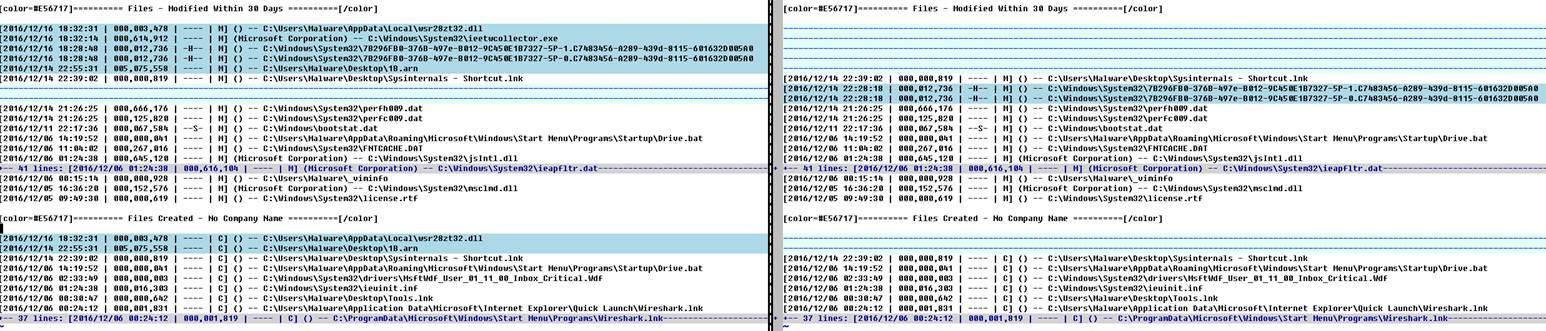 [color=#E56717]========== Files - Modified Within 30 Days ==========[/color]
[2016/12/16 18:32:31 | 000,003,478 | ---- | M] () -- C:\Users\Malware\AppData\Local\wsr28zt32.dll
[2016/12/16 18:32:14 | 000,614,912 | ---- | M] (Microsoft Corporation) -- C:\Windows\System32\ieetwcollector.exe
[2016/12/16 18:28:48 | 000,012,736 | -H-- | M] () -- C:\Windows\System32\7B296FB0-376B-497e-B012-9C450E1B7327-5P-1.C7483456-A289-439d-8115-601632D005A0
[2016/12/16 18:28:48 | 000,012,736 | -H-- | M] () -- C:\Windows\System32\7B296FB0-376B-497e-B012-9C450E1B7327-5P-0.C7483456-A289-439d-8115-601632D005A0
[2016/12/14 22:55:31 | 005,075,558 | ---- | M] () -- C:\Users\Malware\Desktop\1B.arn
[2016/12/14 22:39:02 | 000,000,819 | ---- | M] () -- C:\Users\Malware\Desktop\Sysinternals - Shortcut.lnk
[2016/12/14 21:26:25 | 000,666,176 | ---- | M] () -- C:\Windows\System32\perfh009.dat
[2016/12/14 21:26:25 | 000,125,820 | ---- | M] () -- C:\Windows\System32\perfc009.dat
[2016/12/11 22:17:36 | 000,067,584 | --S- | M] () -- C:\Windows\bootstat.dat
[2016/12/06 14:19:52 | 000,000,041 | ---- | M] () -- C:\Users\Malware\AppData\Roaming\Microsoft\Windows\Start Menu\Programs\Startup\Drive.bat
[2016/12/06 11:04:02 | 000,267,016 | ---- | M] () -- C:\Windows\System32\FNTCACHE.DAT
[2016/12/06 01:24:38 | 000,645,120 | ---- | M] (Microsoft Corporation) -- C:\Windows\System32\jsIntl.dll
+-- 41 lines: [2016/12/06 01:24:38 | 000,616,104 | ---- | M] (Microsoft Corporation) -- C:\Windows\System32\ieapfltr.dat
[2016/12/06 00:15:14 | 000,000,928 | ---- | M] () -- C:\Users\Malware\_viminfo
[2016/12/05 16:36:20 | 000,152,576 | ---- | M] (Microsoft Corporation) -- C:\Windows\System32\msclmd.dll
[2016/12/05 09:49:30 | 000,000,619 | ---- | M] () -- C:\Windows\System32\license.rtf
[color=#E56717]========== Files Created - No Company Name ==========[/color]
[2016/12/16 18:32:31 | 000,003,478 | ---- | C] () -- C:\Users\Malware\AppData\Local\wsr28zt32.dll
[2016/12/14 22:55:31 | 005,075,558 | ---- | C] () -- C:\Users\Malware\Desktop\1B.arn
[2016/12/14 22:39:02 | 000,000,819 | ---- | C] () -- C:\Users\Malware\Desktop\Sysinternals - Shortcut.lnk
[2016/12/06 14:19:52 | 000,000,041 | ---- | C] () -- C:\Users\Malware\AppData\Roaming\Microsoft\Windows\Start Menu\Programs\Startup\Drive.bat
[2016/12/06 02:33:49 | 000,000,003 | ---- | C] () -- C:\Windows\System32\drivers\MsftWdf_User_01_11_00_Inbox_Critical.Wdf
[2016/12/06 01:24:38 | 000,016,303 | ---- | C] () -- C:\Windows\System32\ieuinit.inf
[2016/12/06 00:30:47 | 000,000,642 | ---- | C] () -- C:\Users\Malware\Desktop\Tools.lnk
[2016/12/06 00:24:12 | 000,001,831 | ---- | C] () -- C:\Users\Malware\Application Data\Microsoft\Internet Explorer\Quick Launch\Wireshark.lnk
+-- 37 lines: [2016/12/06 00:24:12 | 000,001,819 | ---- | C] () -- C:\ProgramData\Microsoft\Windows\Start Menu\Programs\Wireshark.lnk
~
[color=#E56717]========== Files - Modified Within 30 Days ==========[/color]
[2016/12/14 22:39:02 | 000,000,819 | ---- | M] () -- C:\Users\Malware\Desktop\Sysinternals - Shortcut.lnk
[2016/12/14 22:28:18 | 000,012,736 | -H-- | M] () -- C:\Windows\System32\7B296FB0-376B-497e-B012-9C450E1B7327-5P-1.C7483456-A289-439d-8115-601632D005A0
[2016/12/14 22:28:18 | 000,012,736 | -H-- | M] () -- C:\Windows\System32\7B296FB0-376B-497e-B012-9C450E1B7327-5P-0.C7483456-A289-439d-8115-601632D005A0
[2016/12/14 21:26:25 | 000,666,176 | ---- | M] () -- C:\Windows\System32\perfh009.dat
[2016/12/14 21:26:25 | 000,125,820 | ---- | M] () -- C:\Windows\System32\perfc009.dat
[2016/12/11 22:17:36 | 000,067,584 | --S- | M] () -- C:\Windows\bootstat.dat
[2016/12/06 14:19:52 | 000,000,041 | ---- | M] () -- C:\Users\Malware\AppData\Roaming\Microsoft\Windows\Start Menu\Programs\Startup\Drive.bat
[2016/12/06 11:04:02 | 000,267,016 | ---- | M] () -- C:\Windows\System32\FNTCACHE.DAT
[2016/12/06 01:24:38 | 000,645,120 | ---- | M] (Microsoft Corporation) -- C:\Windows\System32\jsIntl.dll
+-- 41 lines: [2016/12/06 01:24:38 | 000,616,104 | ---- | M] (Microsoft Corporation) -- C:\Windows\System32\ieapfltr.dat
[2016/12/06 00:15:14 | 000,000,928 | ---- | M] () -- C:\Users\Malware\_viminfo
[2016/12/05 16:36:20 | 000,152,576 | ---- | M] (Microsoft Corporation) -- C:\Windows\System32\msclmd.dll
[2016/12/05 09:49:30 | 000,000,619 | ---- | M] () -- C:\Windows\System32\license.rtf
[color=#E56717]========== Files Created - No Company Name ==========[/color]
[2016/12/14 22:39:02 | 000,000,819 | ---- | C] () -- C:\Users\Malware\Desktop\Sysinternals - Shortcut.lnk
[2016/12/06 14:19:52 | 000,000,041 | ---- | C] () -- C:\Users\Malware\AppData\Roaming\Microsoft\Windows\Start Menu\Programs\Startup\Drive.bat
[2016/12/06 02:33:49 | 000,000,003 | ---- | C] () -- C:\Windows\System32\drivers\MsftWdf_User_01_11_00_Inbox_Critical.Wdf
[2016/12/06 01:24:38 | 000,016,303 | ---- | C] () -- C:\Windows\System32\ieuinit.inf
[2016/12/06 00:30:47 | 000,000,642 | ---- | C] () -- C:\Users\Malware\Desktop\Tools.lnk
[2016/12/06 00:24:12 | 000,001,831 | ---- | C] () -- C:\Users\Malware\Application Data\Microsoft\Internet Explorer\Quick Launch\Wireshark.lnk
+-- 37 lines: [2016/12/06 00:24:12 | 000,001,819 | ---- | C] () -- C:\ProgramData\Microsoft\Windows\Start Menu\Programs\Wireshark.lnk
~